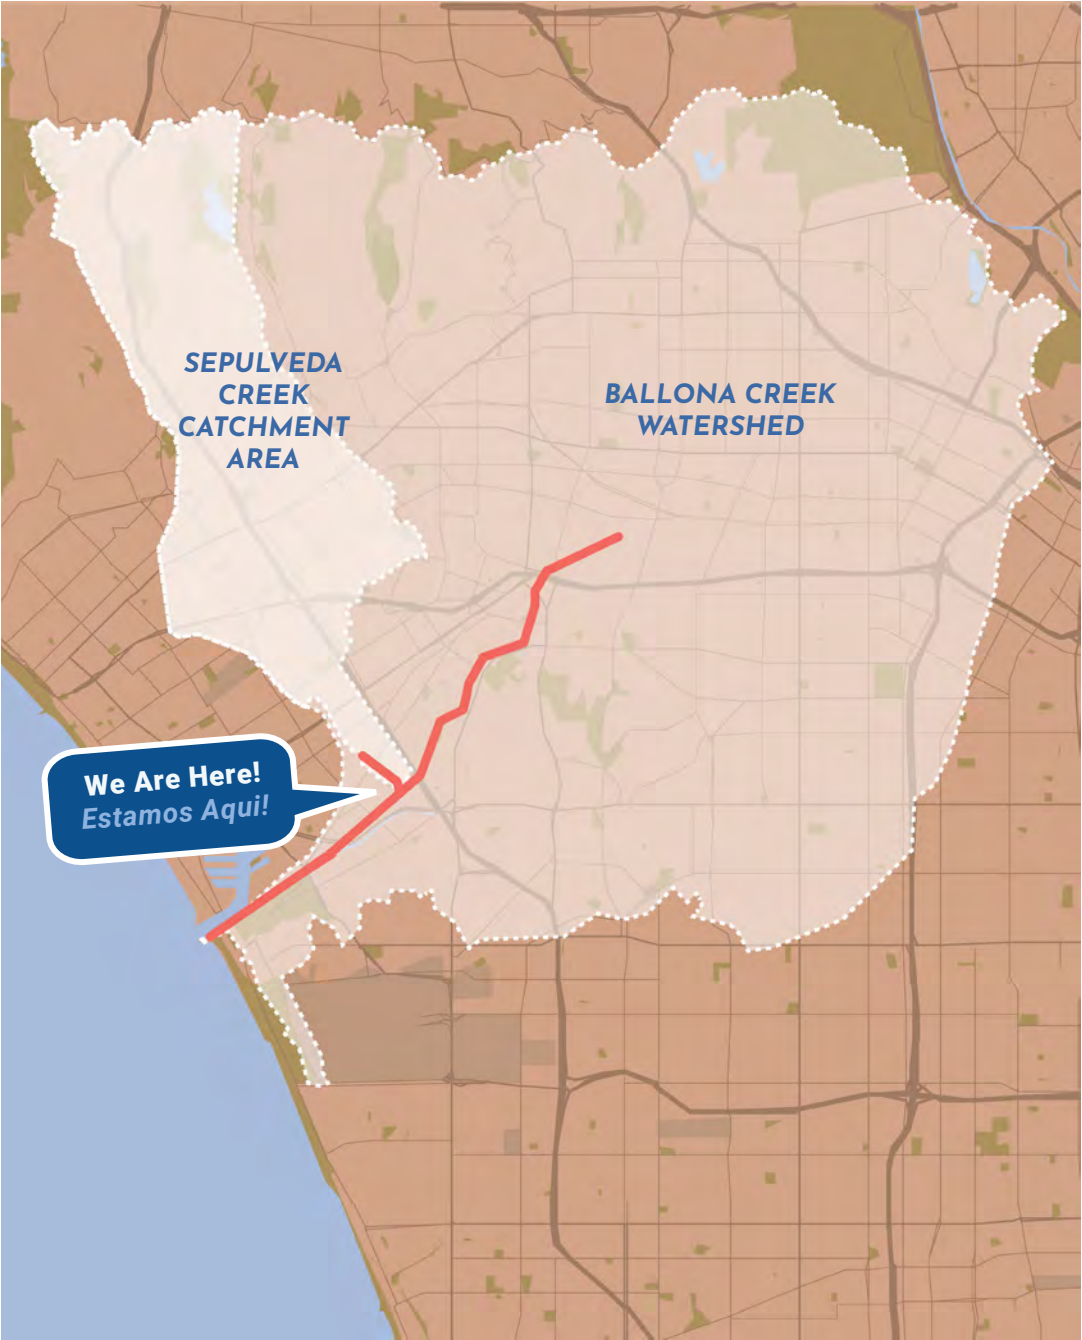 SEPULVEDA
CREEK
CATCHMENT
AREA
BALLONA CREEK
WATERSHED
We Are Here!
Estamos Aqui!